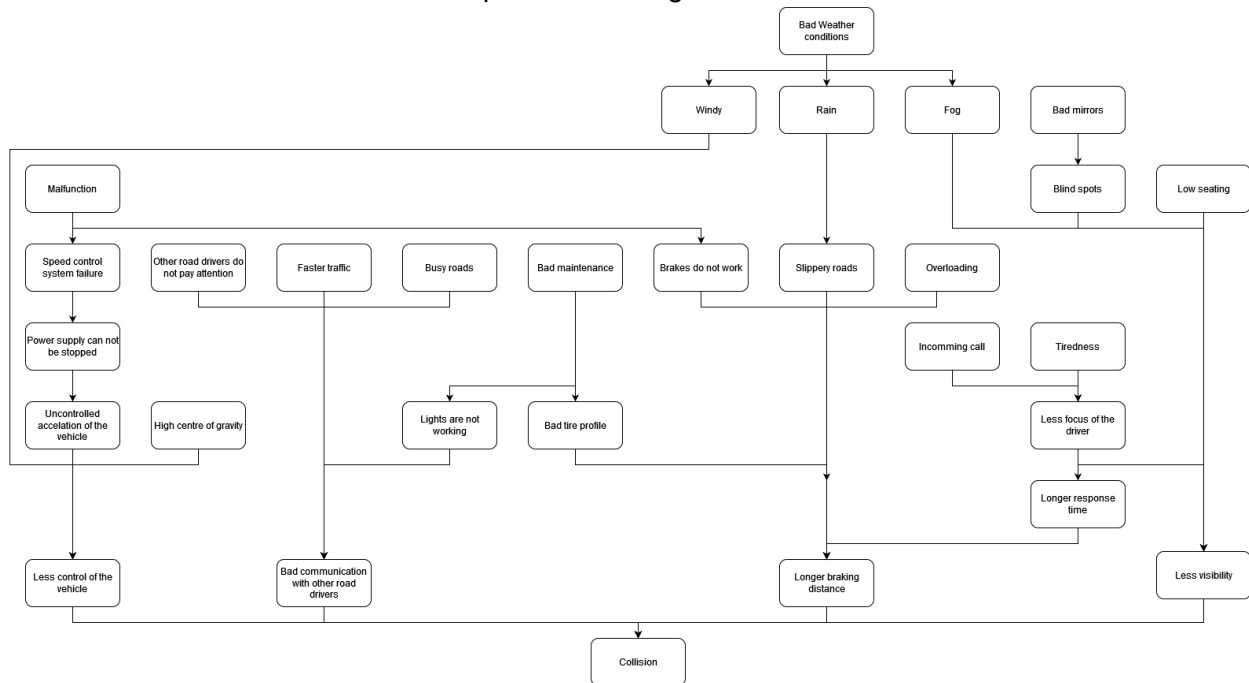 Bad Weather
conditions
Windy
Rain
Fog
Bad mirrors
Malfunction
Blind spots
Low seating
Speed control
system failure
Other road drivers do
not pay attention
Faster traffic
Busy roads
Bad maintenance
Brakes do not work
Slippery roads
Overloading
Power supply can not
be stopped
Incomming call
Tiredness
Uncontrolled
accelation of the
vehicle
High centre of gravity
Lights are not
working
Bad tire profile
Less focus of the
driver
Longer response
time
Less control of the
vehicle
Bad communication
with other road
drivers
Longer braking
distance
Less visibility
Collision